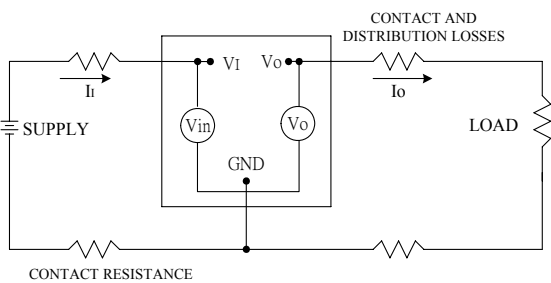 CONTACT AND
DISTRIBUTION LOSSES
VI
VO
II
IO
SUPPLY
Vin
VO
LOAD
GND
CONTACT RESISTANCE